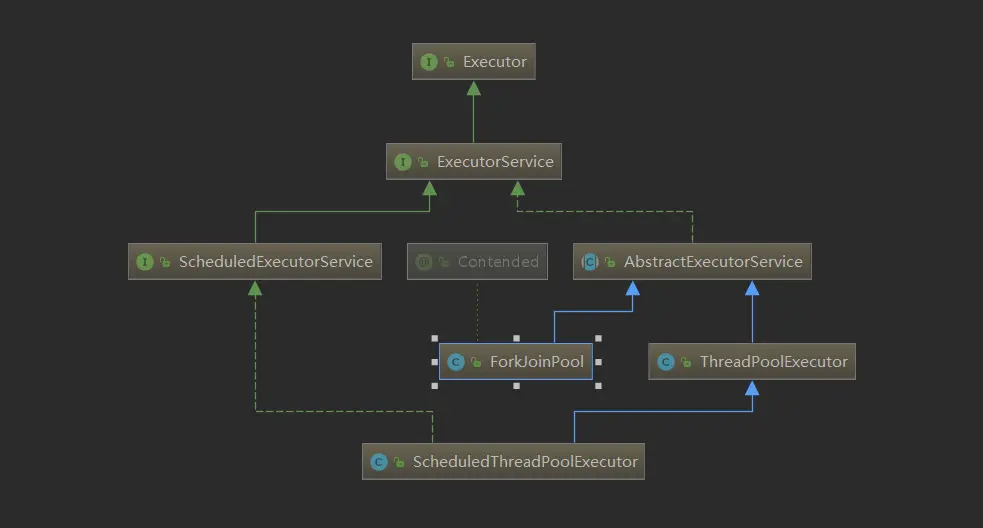 I Executor
I ExecutorService
I ScheduledExecutorService
@ Contended
C AbstractExecutorService
C ForkJoinPool
C ThreadPoolExecutor
C ScheduledThreadPoolExecutor